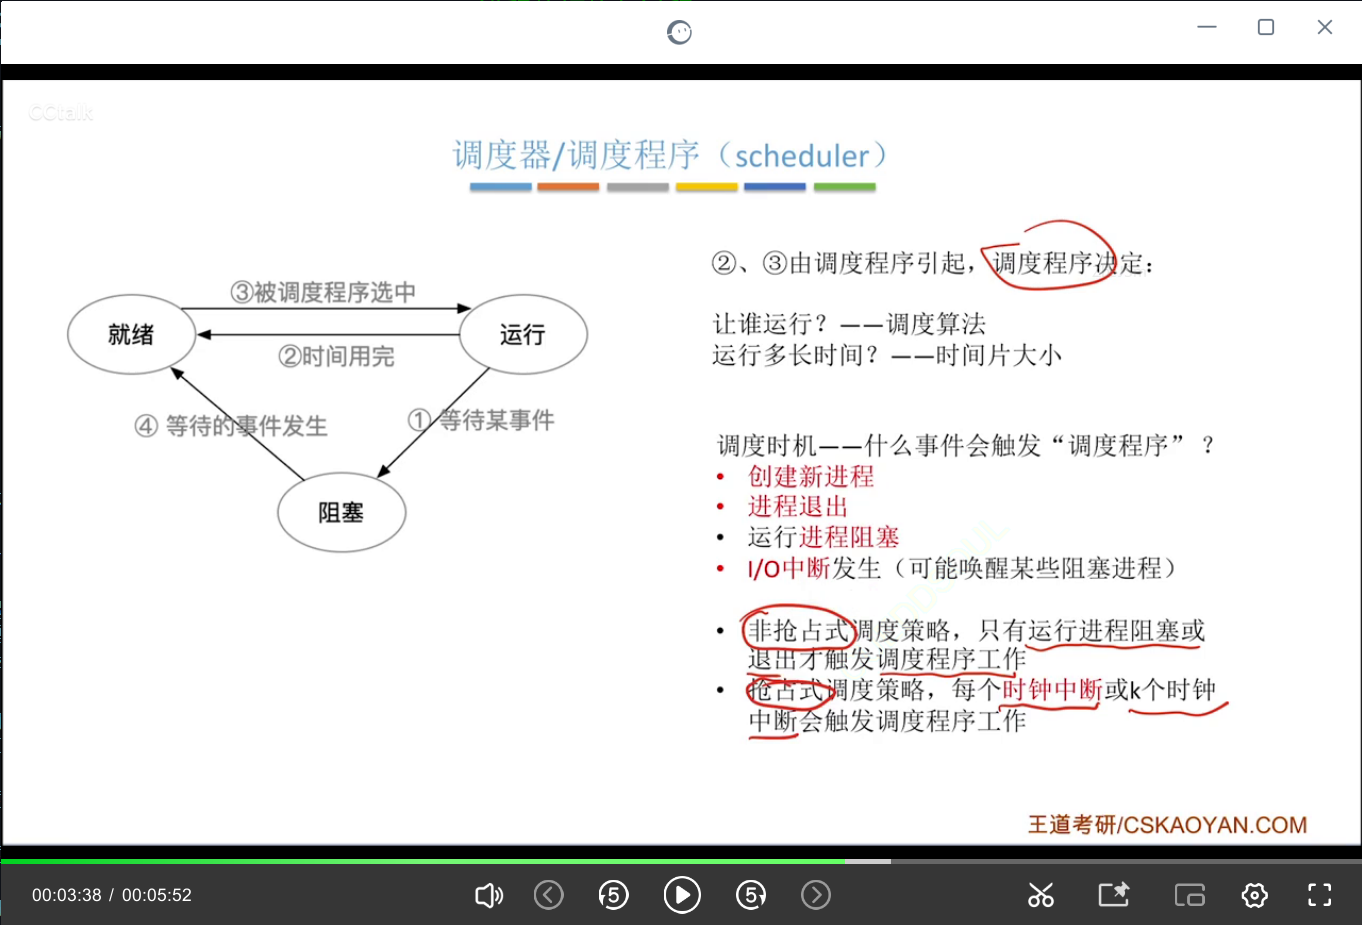 CCtalk
调度器/调度程序（scheduler）
③被调度程序选中
就绪
运行
②时间用完
④ 等待的事件发生
① 等待某事件
阻塞
②、③由调度程序引起，调度程序决定：
让谁运行？——调度算法
运行多长时间？——时间片大小
调度时机——什么事件会触发“调度程序”？
• 创建新进程
• 进程退出
• 运行进程阻塞
• I/O中断发生（可能唤醒某些阻塞进程）
• 非抢占式调度策略，只有运行进程阻塞或
退出才触发调度程序工作
• 抢占式调度策略，每个时钟中断或k个时钟
中断会触发调度程序工作
王道考研/CSKAOYAN.COM
00:03:38 / 00:05:52
5
5